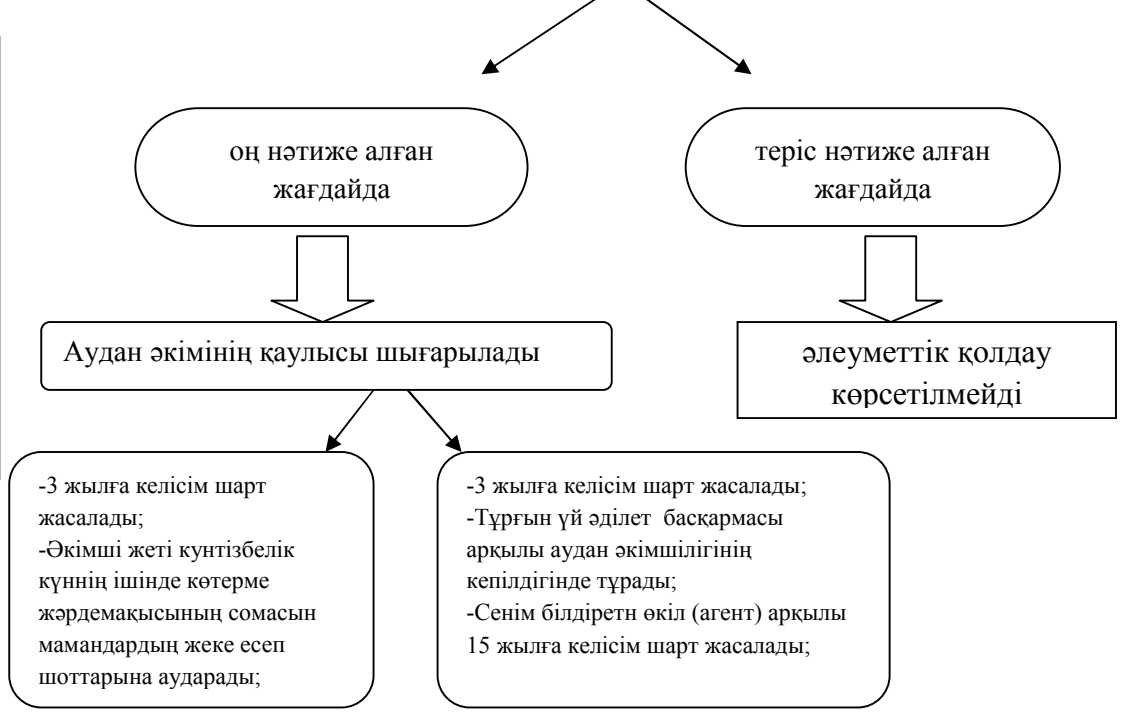 оң нәтиже алған
жағдайда
теріс нәтиже алған
жағдайда
Аудан әкімінің қаулысы шығарылады
әлеуметтік қолдау
көрсетілмейді
-3 жылға келісім шарт
жасалады;
-Әкімші жеті кунтізбелік
күннің ішінде көтерме
жәрдемақысының сомасын
мамандардың жеке есеп
шоттарына аударады;
-3 жылға келісім шарт жасалады;
-Тұрғын үй әділет басқармасы
арқылы аудан әкімшілігінің
кепілдігінде тұрады;
-Сенім білдіретн өкіл (агент) арқылы
15 жылға келісім шарт жасалады;